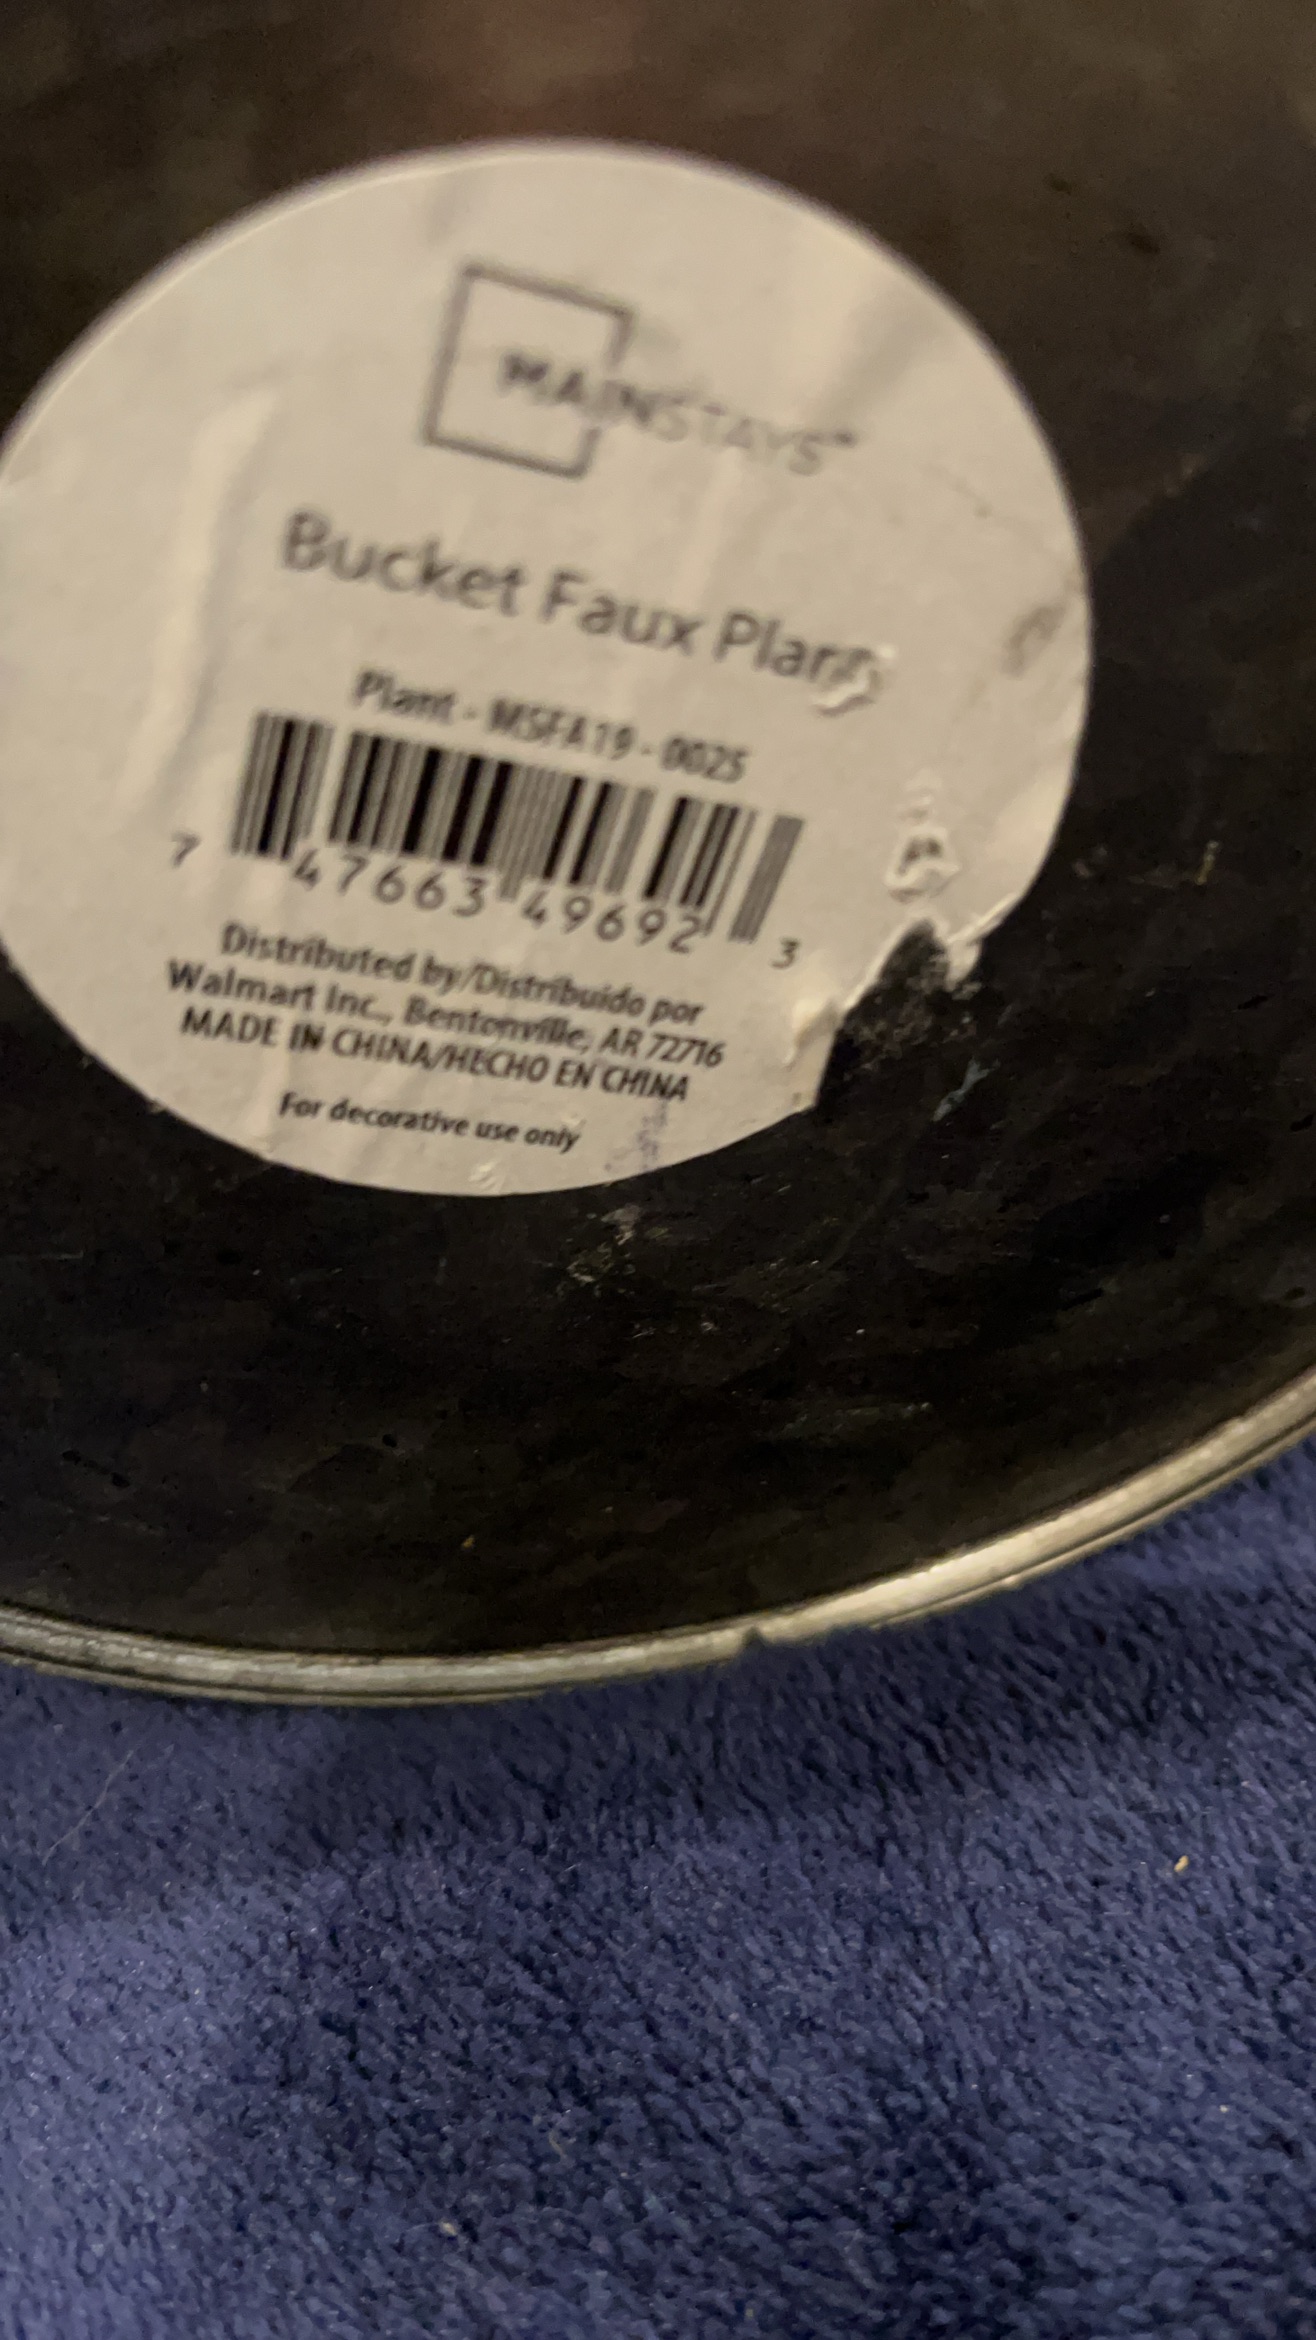 MAINSTAYS™
Bucket Faux Plant
Plant - MSFA19 - 0025
7 47663 49692 3
Distributed by/Distribuido por
Walmart Inc., Bentonville, AR 72716
MADE IN CHINA/HECHO EN CHINA
For decorative use only